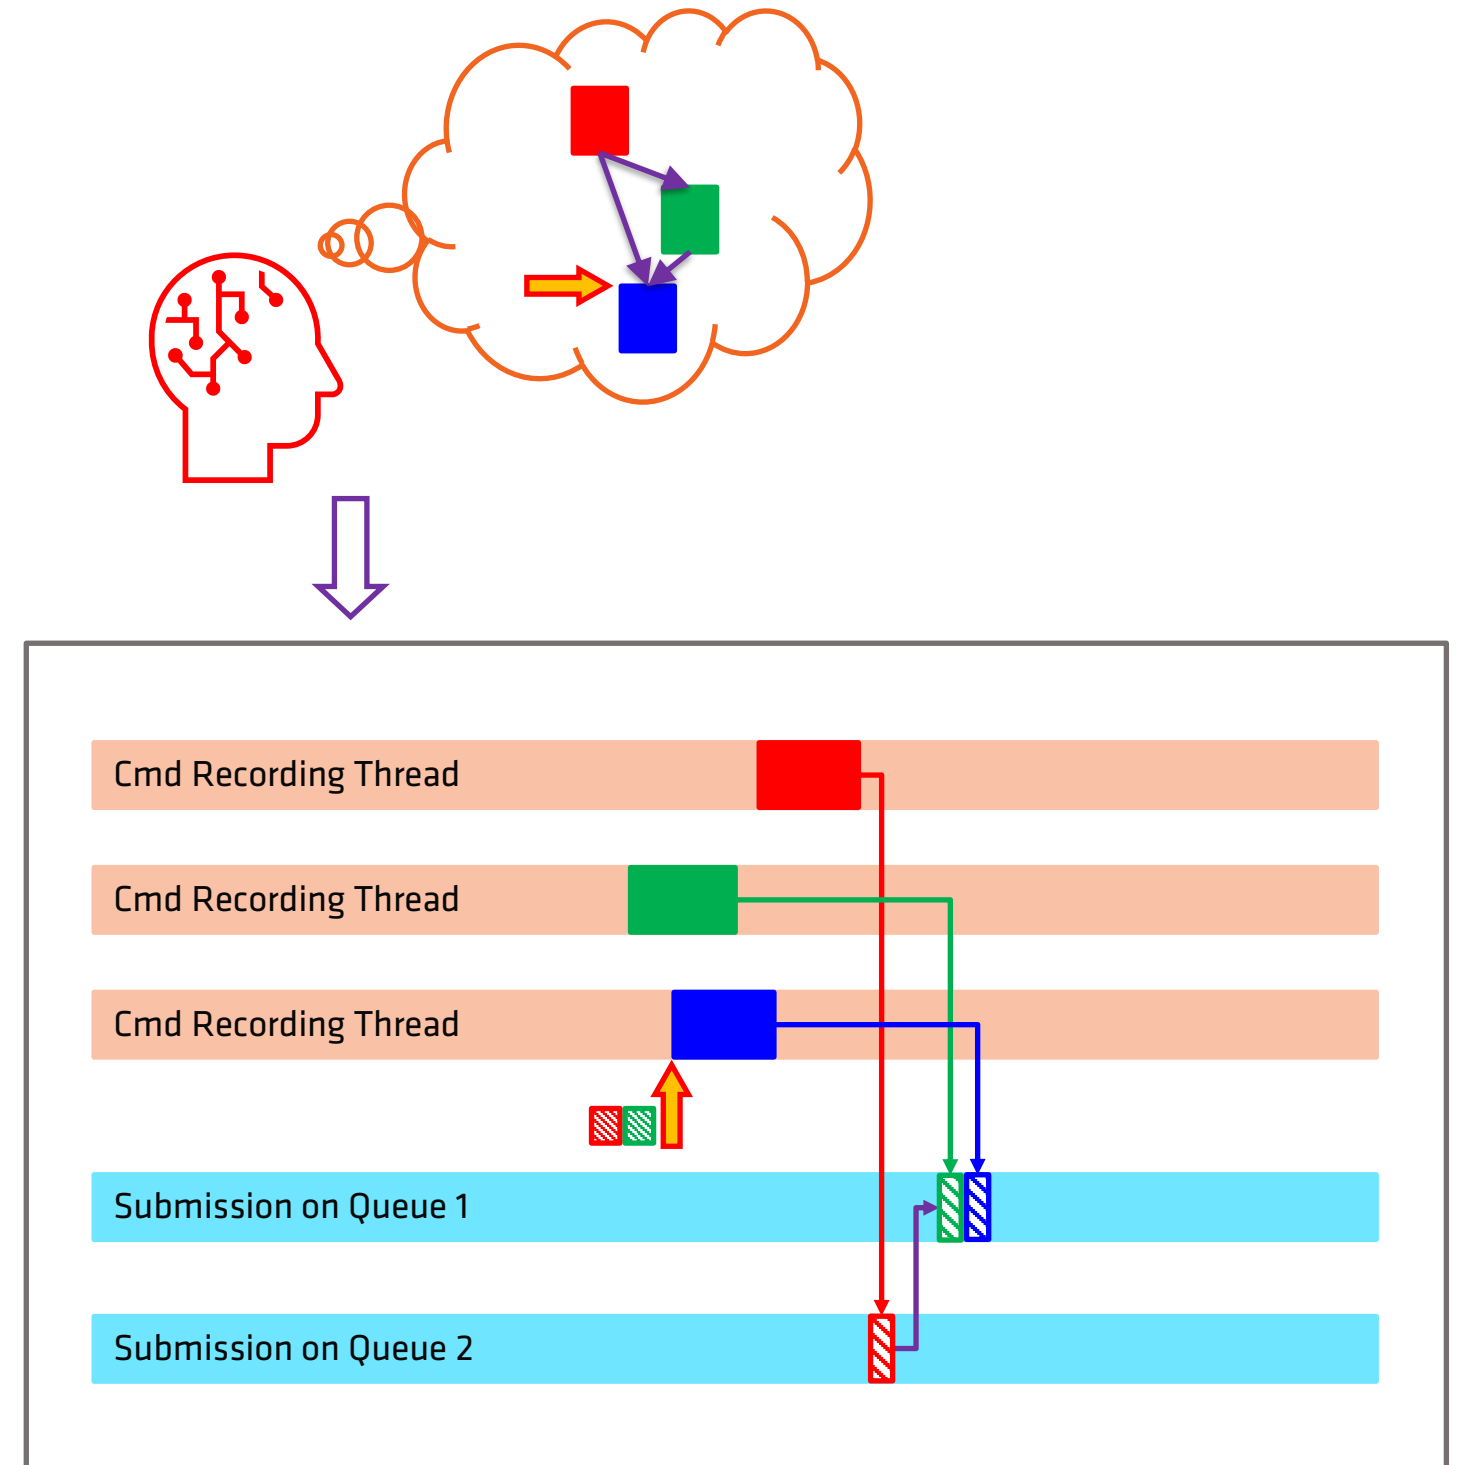 Cmd Recording Thread
Cmd Recording Thread
Cmd Recording Thread
Submission on Queue 1
Submission on Queue 2